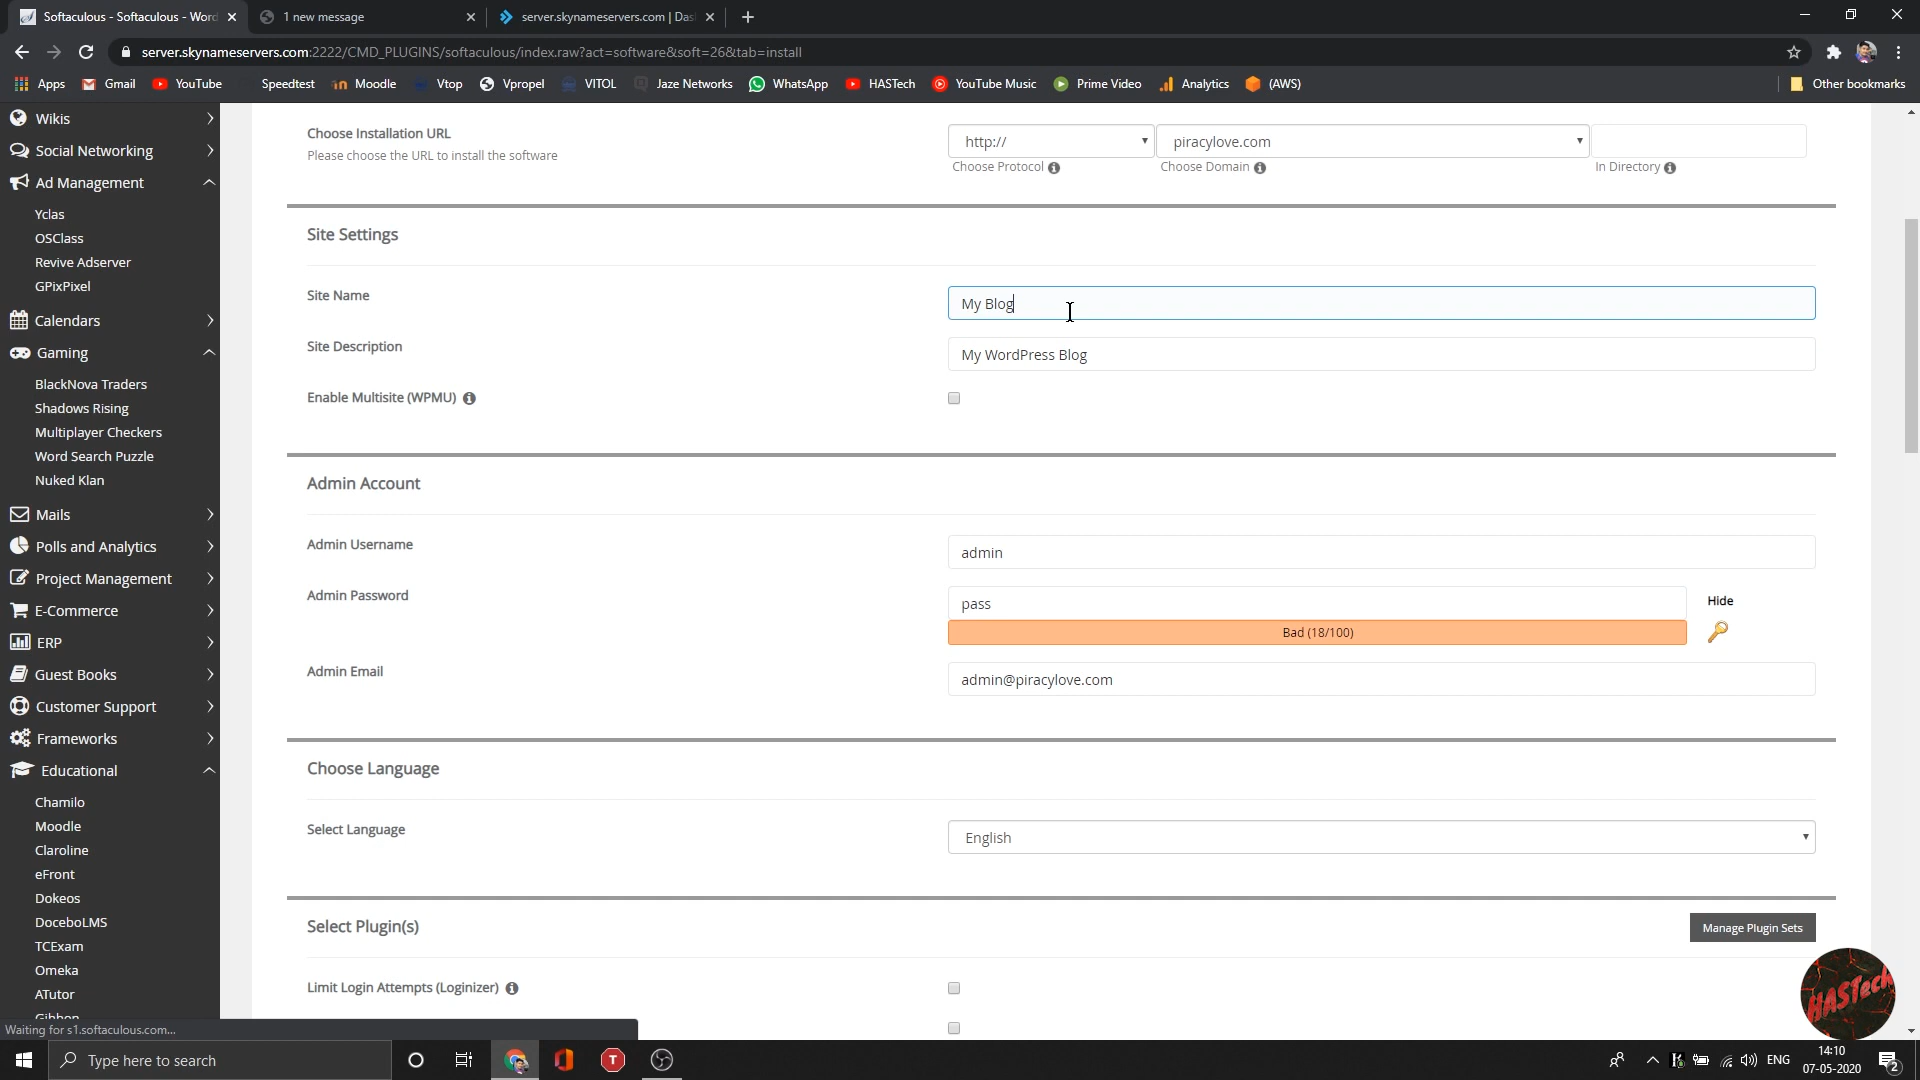 Softaculous - Softaculous - Word
1 new message
server.skynameservers.com | Das
server.skynameservers.com:2222/CMD_PLUGINS/softaculous/index.raw?act=software&soft=26&tab=install
Apps
Gmail
YouTube
Speedtest
Moodle
Vtop
Vpropel
VITOL
Jaze Networks
WhatsApp
HASTech
YouTube Music
Prime Video
Analytics
(AWS)
Other bookmarks
Wikis
Social Networking
Ad Management
Yclas
OSClass
Revive Adserver
GPixPixel
Calendars
Gaming
BlackNova Traders
Shadows Rising
Multiplayer Checkers
Word Search Puzzle
Nuked Klan
Mails
Polls and Analytics
Project Management
E-Commerce
ERP
Guest Books
Customer Support
Frameworks
Educational
Chamilo
Moodle
Claroline
eFront
Dokeos
DoceboLMS
TCExam
Omeka
ATutor
Gibbon
Choose Installation URL
Please choose the URL to install the software
http://
piracylove.com
Choose Protocol
Choose Domain
In Directory
Site Settings
Site Name
My Blog
Site Description
My WordPress Blog
Enable Multisite (WPMU)
Admin Account
Admin Username
admin
Admin Password
pass
Hide
Bad (18/100)
Admin Email
admin@piracylove.com
Choose Language
Select Language
English
Select Plugin(s)
Manage Plugin Sets
Limit Login Attempts (Loginizer)
HASTech
Waiting for s1.softaculous.com...
Type here to search
ENG
14:10
07-05-2020
2